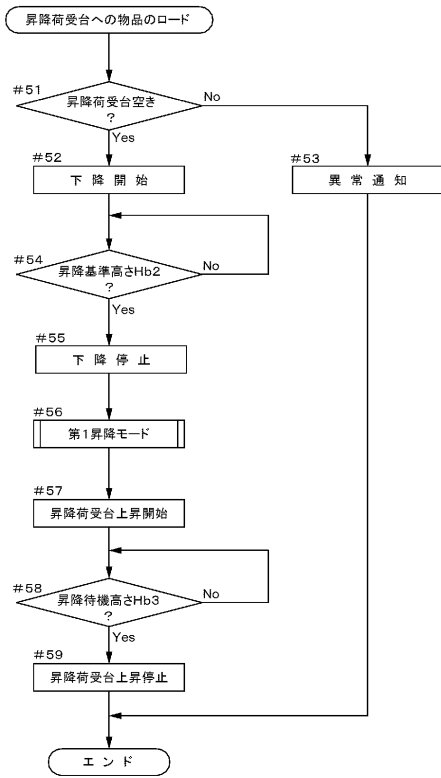 昇降荷受台への物品のロード
#51
昇降荷受台空き
?
No
Yes
#52
下降開始
#53
異常通知
#54
昇降基準高さHb2
?
No
Yes
#55
下降停止
#56
第1昇降モード
#57
昇降荷受台上昇開始
#58
昇降待機高さHb3
?
No
Yes
#59
昇降荷受台上昇停止
エンド